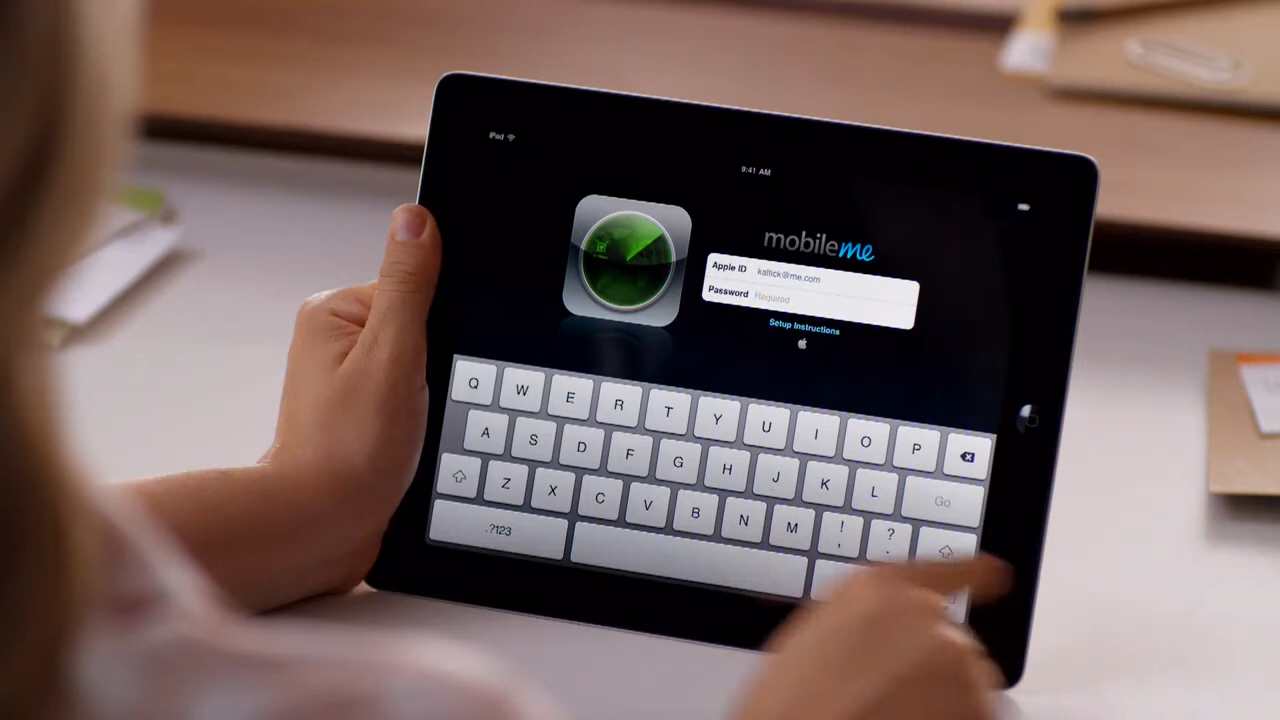 iPad
9:41 AM
mobileme
Apple ID kaltick@me.com
Password Required
Setup Instructions
Q W E R T Y U I O P
A S D F G H J K L Go
Z X C V B N M ! , ? .
.?123